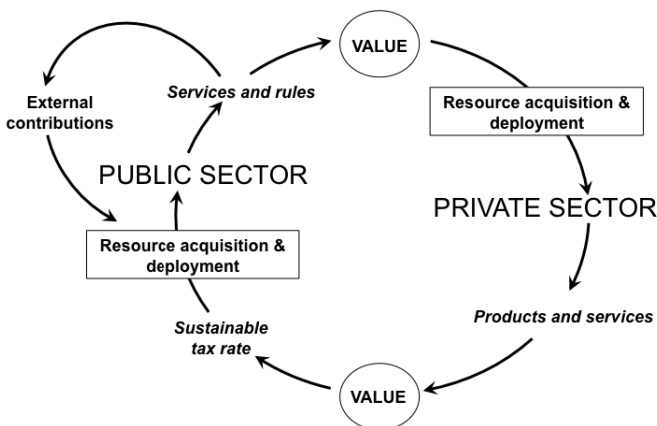 VALUE
Services and rules
External
contributions
Resource acquisition &
deployment
PUBLIC SECTOR
PRIVATE SECTOR
Resource acquisition &
deployment
Products and services
Sustainable
tax rate
VALUE